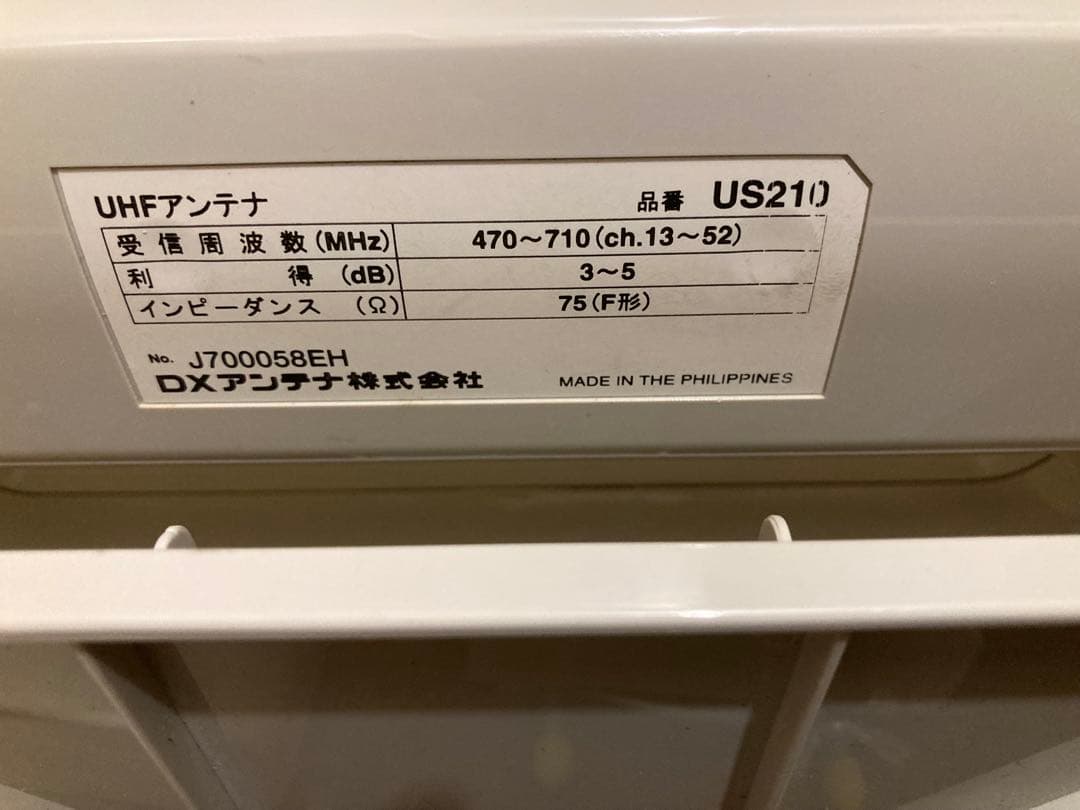 UHFアンテナ 品番 US210
受信周波数(MHz) 470～710(ch.13～52)
利得(dB) 3～5
インピーダンス(Ω) 75(F形)
No. J700058EH
DXアンテナ株式会社 MADE IN THE PHILIPPINES